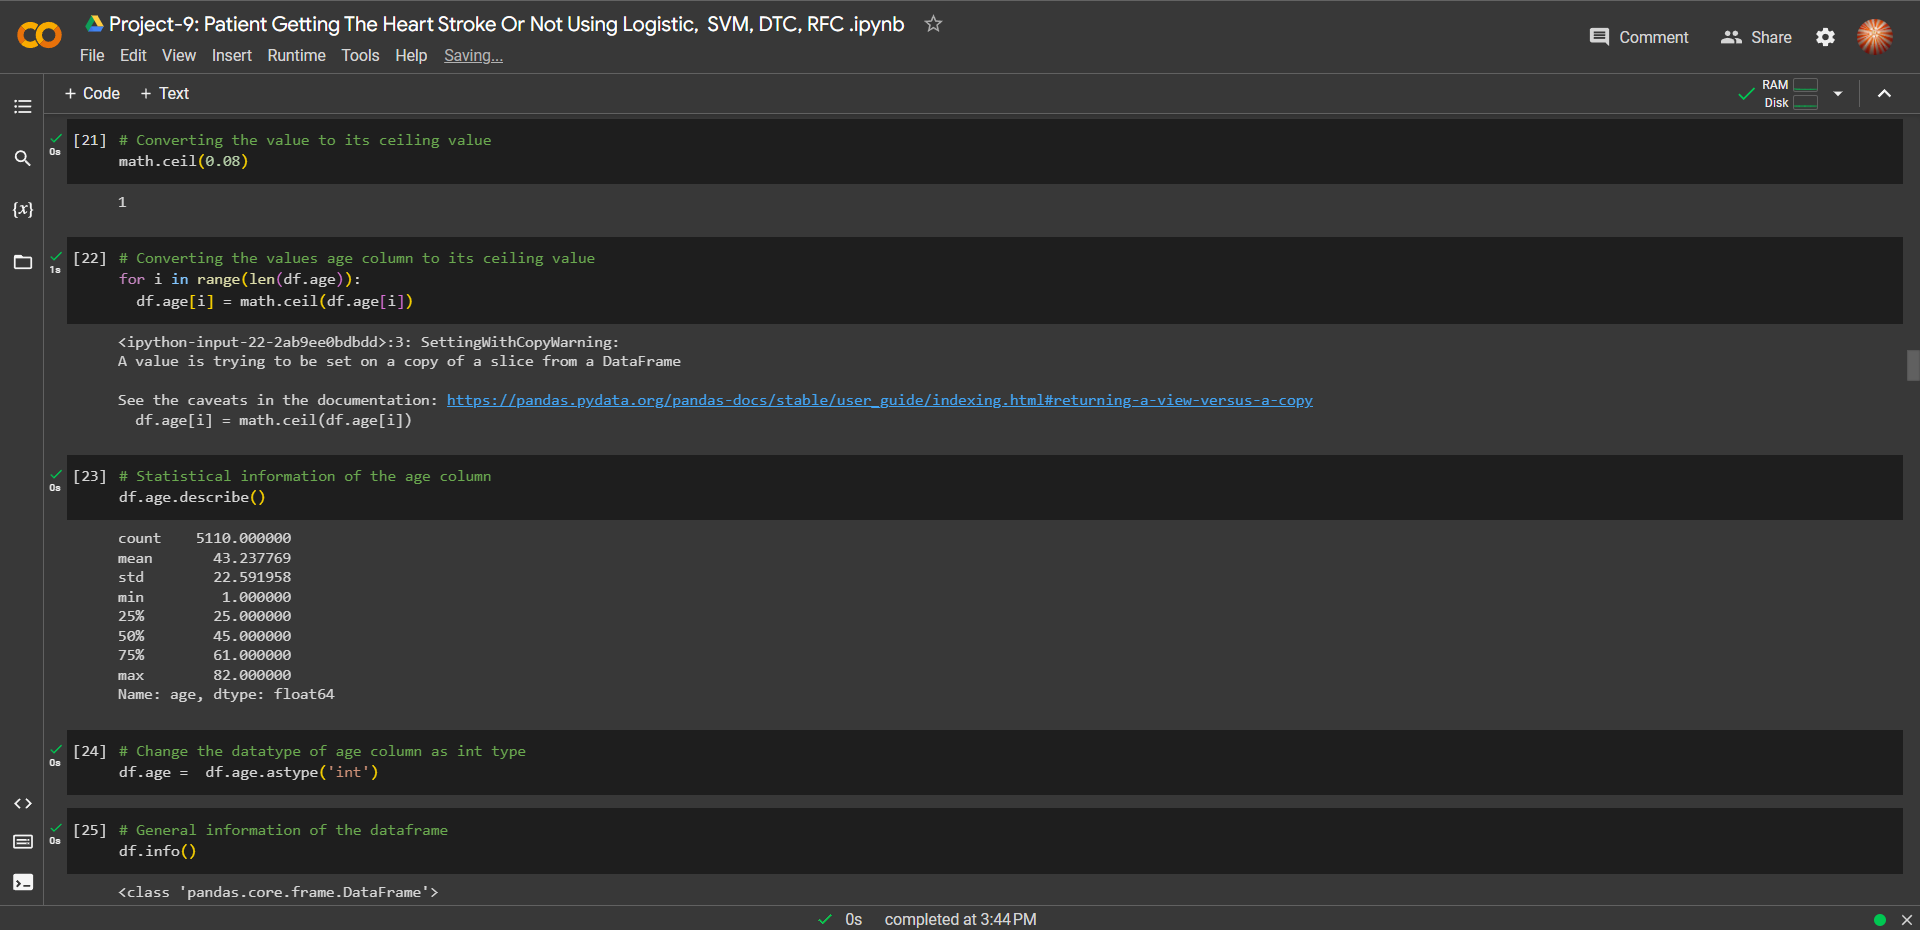 Project-9: Patient Getting The Heart Stroke Or Not Using Logistic,  SVM, DTC, RFC .ipynb
File Edit View Insert Runtime Tools Help Saving...
Comment Share
+ Code + Text
RAM
Disk
[21] # Converting the value to its ceiling value
0s
math.ceil(0.08)
1
[22] # Converting the values age column to its ceiling value
1s
for i in range(len(df.age)):
  df.age[i] = math.ceil(df.age[i])
<ipython-input-22-2ab9ee0bdbdd>:3: SettingWithCopyWarning:
A value is trying to be set on a copy of a slice from a DataFrame
See the caveats in the documentation: https://pandas.pydata.org/pandas-docs/stable/user_guide/indexing.html#returning-a-view-versus-a-copy
  df.age[i] = math.ceil(df.age[i])
[23] # Statistical information of the age column
0s
df.age.describe()
count    5110.000000
mean       43.237769
std        22.591958
min         1.000000
25%        25.000000
50%        45.000000
75%        61.000000
max        82.000000
Name: age, dtype: float64
[24] # Change the datatype of age column as int type
0s
df.age =  df.age.astype('int')
[25] # General information of the dataframe
0s
df.info()
<class 'pandas.core.frame.DataFrame'>
0s completed at 3:44 PM